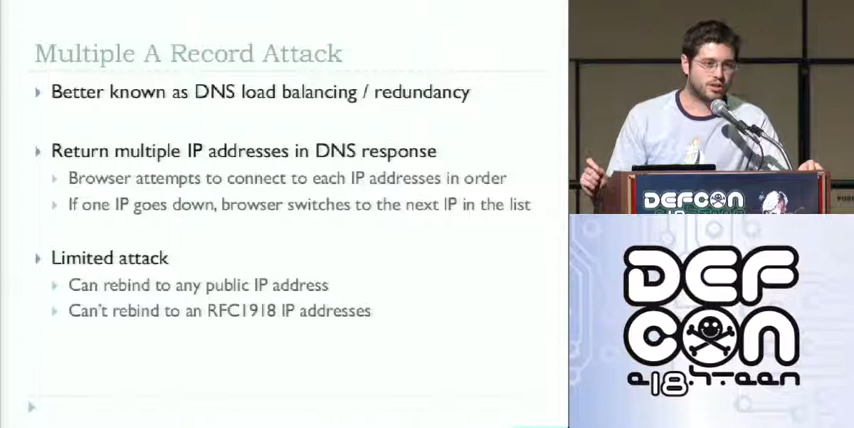 Multiple A Record Attack
Better known as DNS load balancing / redundancy
Return multiple IP addresses in DNS response
Browser attempts to connect to each IP addresses in order
If one IP goes down, browser switches to the next IP in the list
Limited attack
Can rebind to any public IP address
Can't rebind to an RFC1918 IP addresses
DEFCON
DEF
CON
e18.h-teen